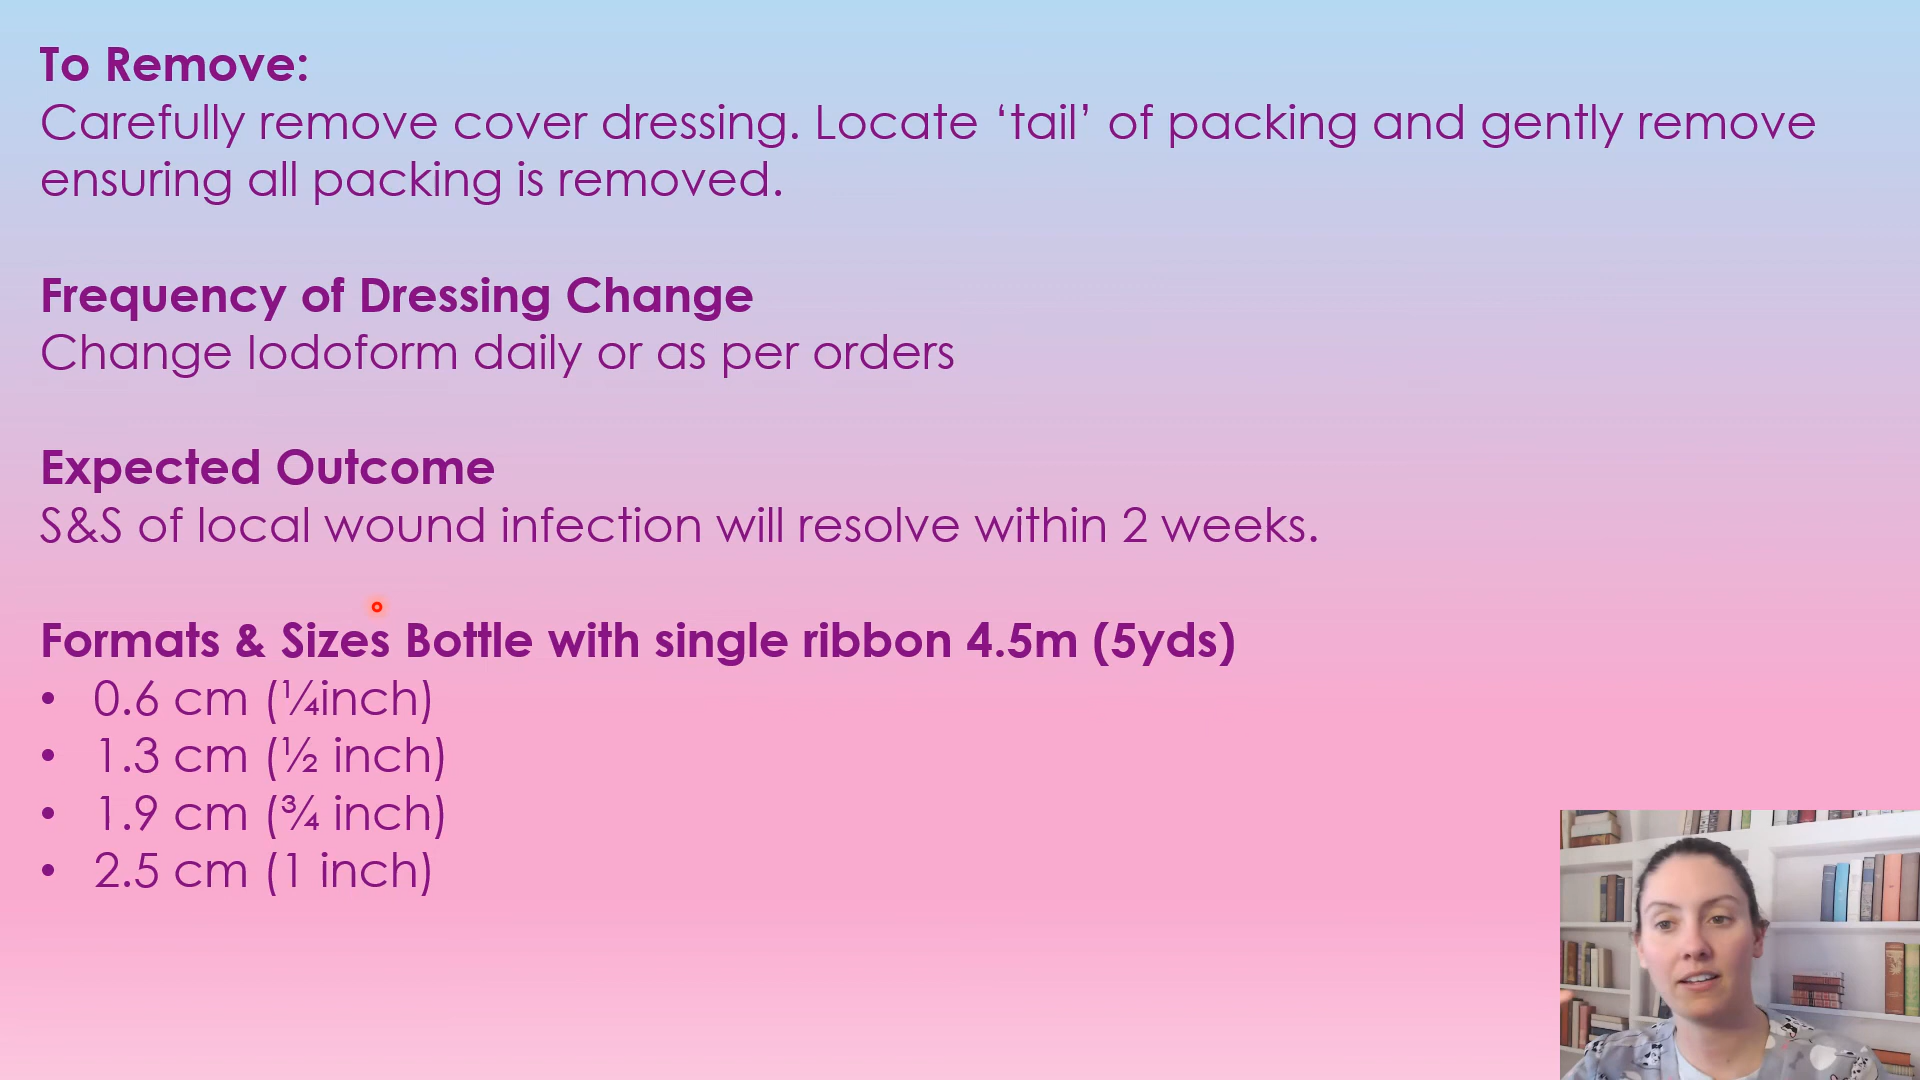 To Remove:
Carefully remove cover dressing. Locate ‘tail’ of packing and gently remove
ensuring all packing is removed.
Frequency of Dressing Change
Change Iodoform daily or as per orders
Expected Outcome
S&S of local wound infection will resolve within 2 weeks.
Formats & Sizes Bottle with single ribbon 4.5m (5yds)
• 0.6 cm (¼inch)
• 1.3 cm (½ inch)
• 1.9 cm (¾ inch)
• 2.5 cm (1 inch)